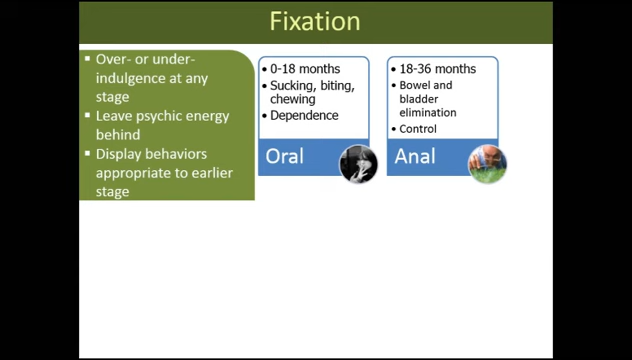 Fixation
▪ Over- or under-
indulgence at any
stage
▪ Leave psychic energy
behind
▪ Display behaviors
appropriate to earlier
stage
• 0-18 months
• Sucking, biting,
chewing
• Dependence
Oral
• 18-36 months
• Bowel and
bladder
elimination
• Control
Anal